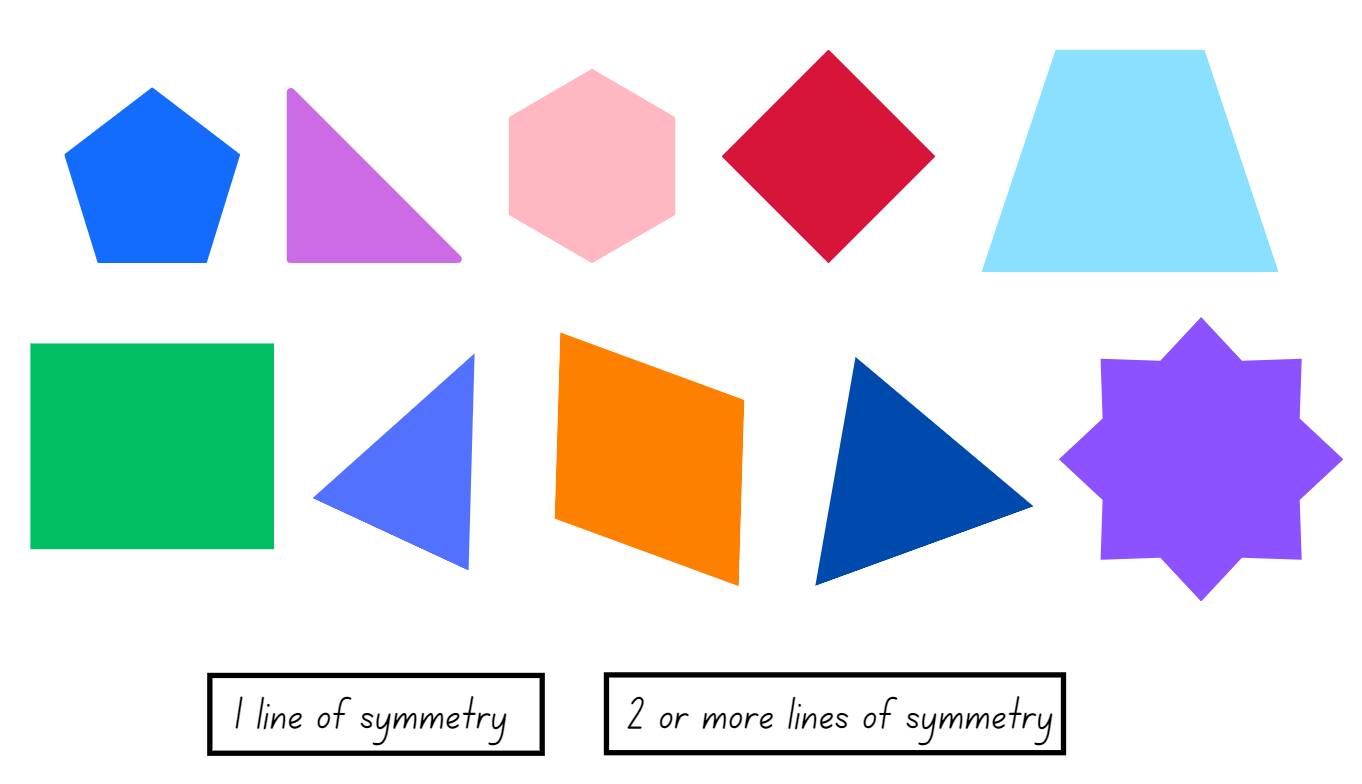 1 line of symmetry
2 or more lines of symmetry